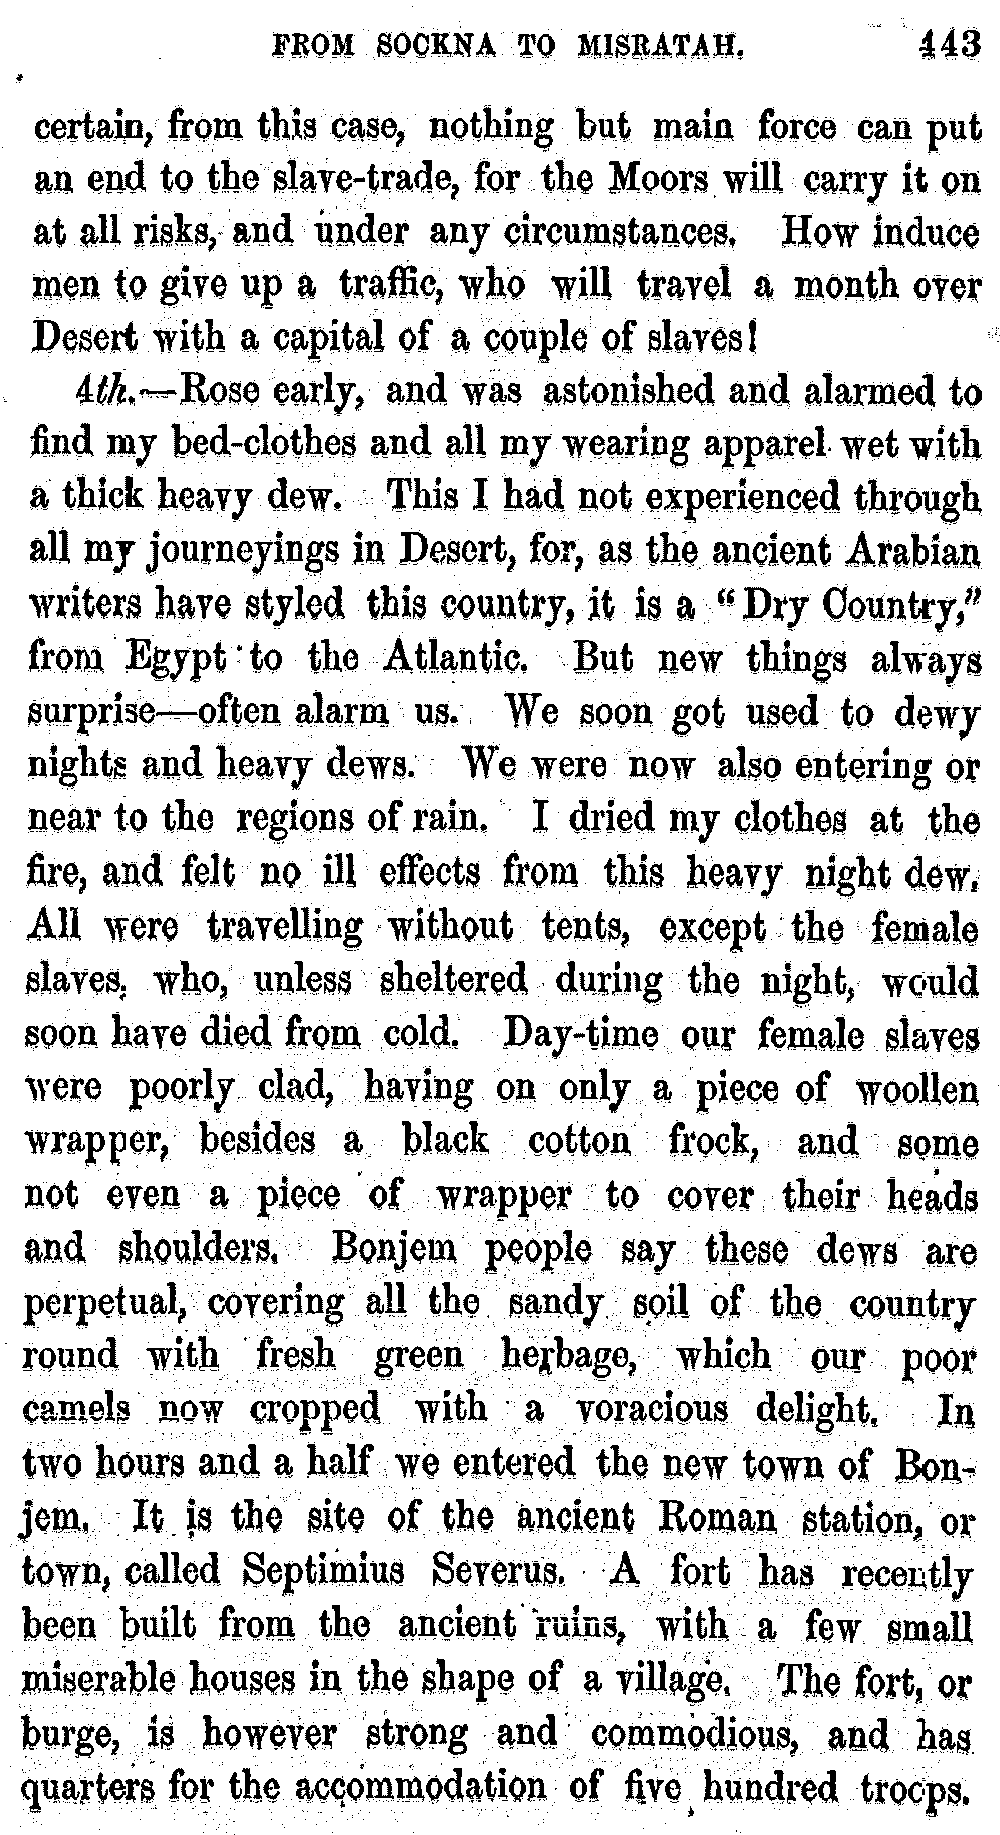 FROM SOCKNA TO MISRATAH. 443
certain, from this case, nothing but main force can put
an end to the slave-trade, for the Moors will carry it on
at all risks, and under any circumstances. How induce
men to give up a traffic, who will travel a month over
Desert with a capital of a couple of slaves!
4th.—Rose early, and was astonished and alarmed to
find my bed-clothes and all my wearing apparel wet with
a thick heavy dew. This I had not experienced through
all my journeyings in Desert, for, as the ancient Arabian
writers have styled this country, it is a "Dry Country,"
from Egypt to the Atlantic. But new things always
surprise—often alarm us. We soon got used to dewy
nights and heavy dews. We were now also entering or
near to the regions of rain. I dried my clothes at the
fire, and felt no ill effects from this heavy night dew.
All were travelling without tents, except the female
slaves, who, unless sheltered during the night, would
soon have died from cold. Day-time our female slaves
were poorly clad, having on only a piece of woollen
wrapper, besides a black cotton frock, and some
not even a piece of wrapper to cover their heads
and shoulders. Bonjem people say these dews are
perpetual, covering all the sandy soil of the country
round with fresh green herbage, which our poor
camels now cropped with a voracious delight. In
two hours and a half we entered the new town of Bon-
jem. It is the site of the ancient Roman station, or
town, called Septimius Severus. A fort has recently
been built from the ancient ruins, with a few small
miserable houses in the shape of a village. The fort, or
burge, is however strong and commodious, and has
quarters for the accommodation of five hundred troops.